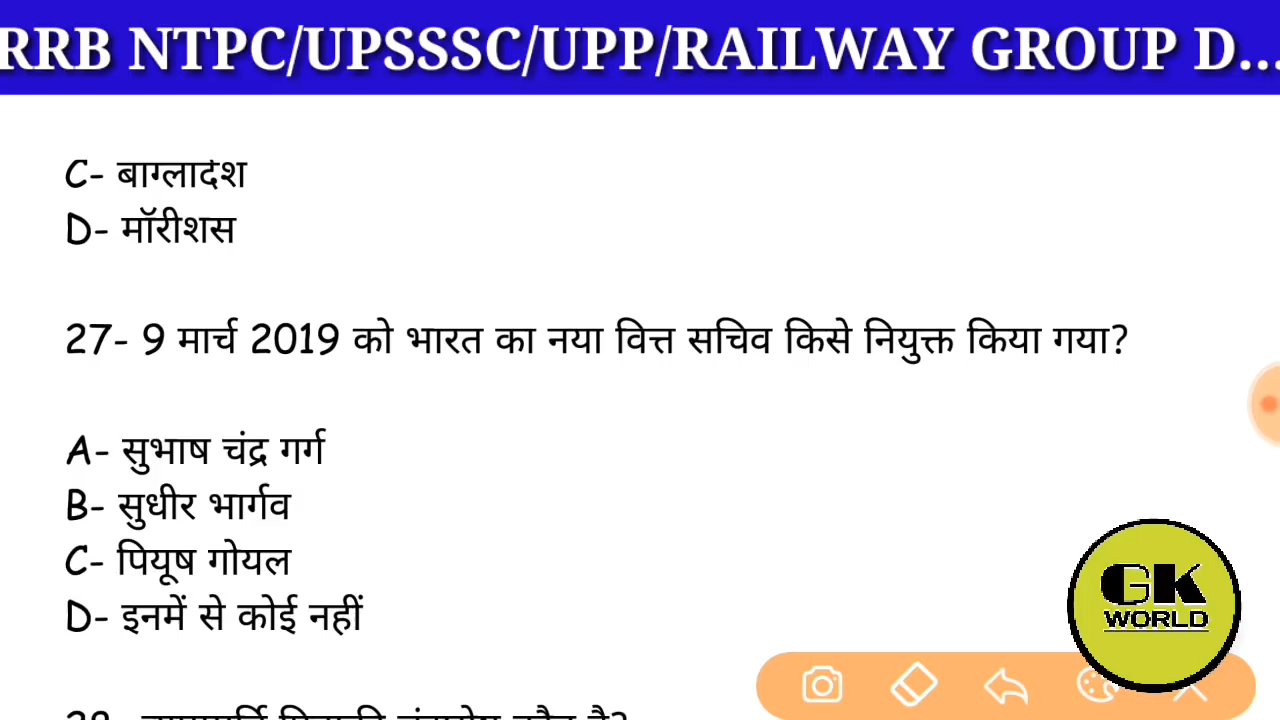 RRB NTPC/UPSSSC/UPP/RAILWAY GROUP D...
C- बाग्लादेश
D- मॉरीशस
27- 9 मार्च 2019 को भारत का नया वित्त सचिव किसे नियुक्त किया गया?
A- सुभाष चंद्र गर्ग
B- सुधीर भार्गव
C- पियूष गोयल
D- इनमें से कोई नहीं
GK
WORLD